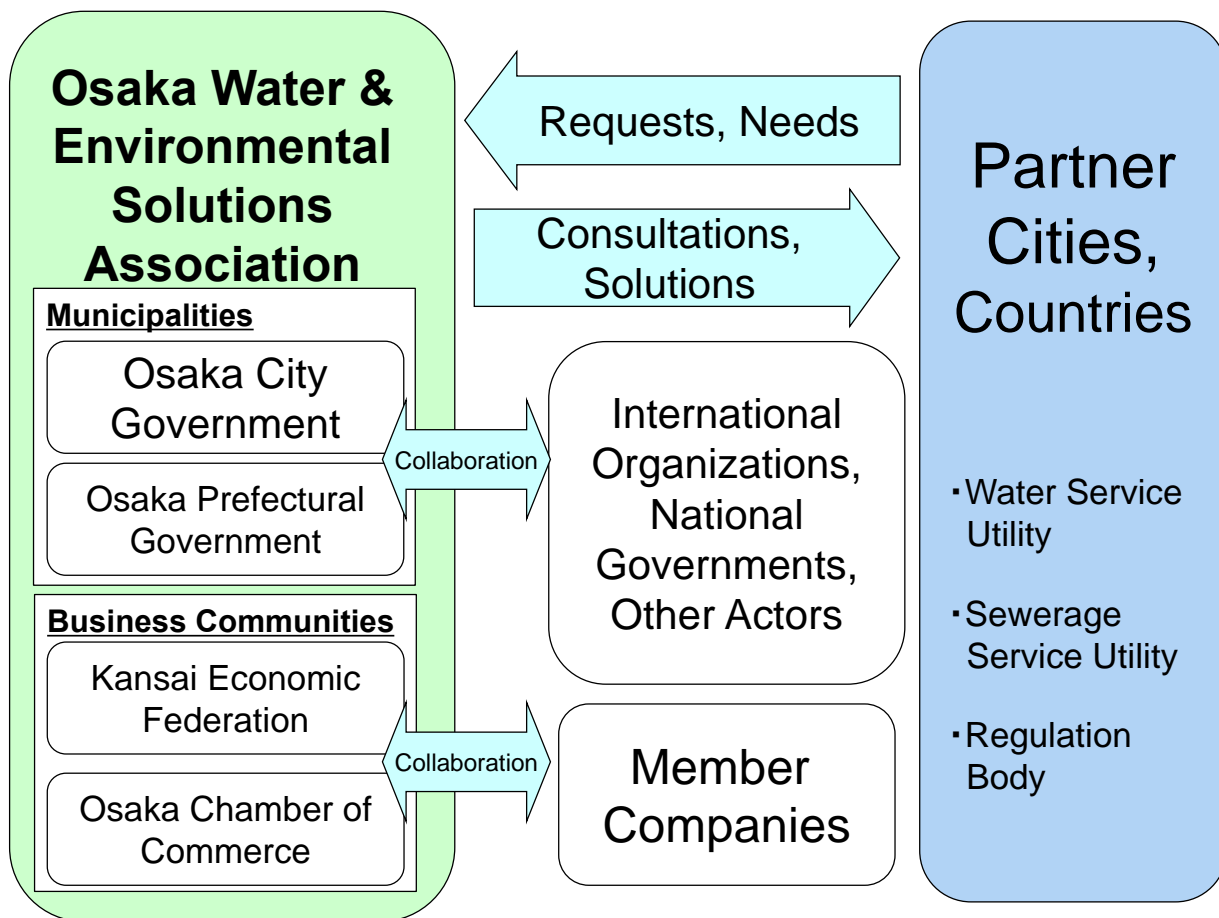 Osaka Water &
Environmental
Solutions
Association
Municipalities
Osaka City
Government
Osaka Prefectural
Government
Business Communities
Kansai Economic
Federation
Osaka Chamber of
Commerce
Requests, Needs
Consultations,
Solutions
Collaboration
International
Organizations,
National
Governments,
Other Actors
Collaboration
Member
Companies
Partner
Cities,
Countries
・Water Service
Utility
・Sewerage
Service Utility
・Regulation
Body